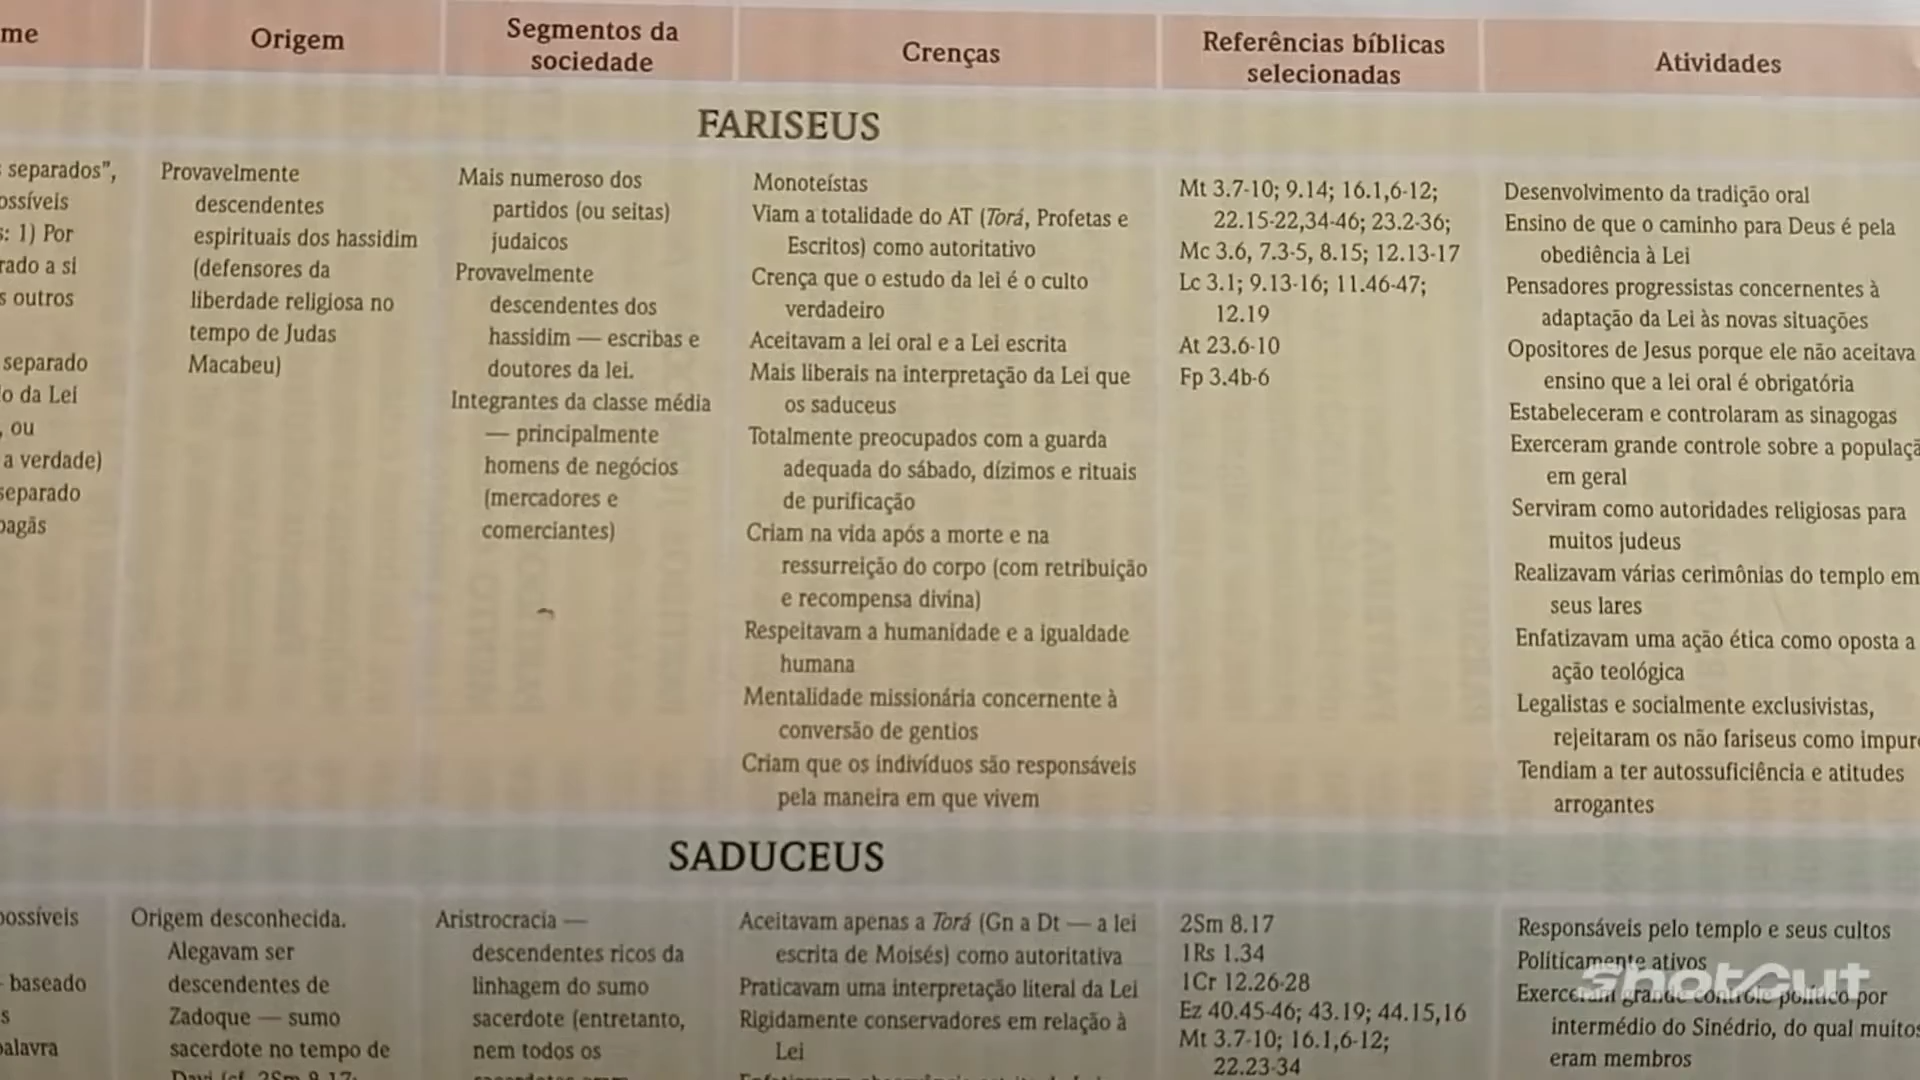 me
Origem
Segmentos da
sociedade
Crenças
Referências bíblicas
selecionadas
Atividades
FARISEUS
separados”,
ossíveis
: 1) Por
rado a si
s outros
separado
o da Lei
, ou
a verdade)
separado
pagãs
Provavelmente
descendentes
espirituais dos hassidim
(defensores da
liberdade religiosa no
tempo de Judas
Macabeu)
Mais numeroso dos
partidos (ou seitas)
judaicos
Provavelmente
descendentes dos
hassidim — escribas e
doutores da lei.
Integrantes da classe média
— principalmente
homens de negócios
(mercadores e
comerciantes)
Monoteístas
Viam a totalidade do AT (Torá, Profetas e
Escritos) como autoritativo
Crença que o estudo da lei é o culto
verdadeiro
Aceitavam a lei oral e a Lei escrita
Mais liberais na interpretação da Lei que
os saduceus
Totalmente preocupados com a guarda
adequada do sábado, dízimos e rituais
de purificação
Criam na vida após a morte e na
ressurreição do corpo (com retribuição
e recompensa divina)
Respeitavam a humanidade e a igualdade
humana
Mentalidade missionária concernente à
conversão de gentios
Criam que os indivíduos são responsáveis
pela maneira em que vivem
Mt 3.7-10; 9.14; 16.1,6-12;
22.15-22,34-46; 23.2-36;
Mc 3.6, 7.3-5, 8.15; 12.13-17
Lc 3.1; 9.13-16; 11.46-47;
12.19
At 23.6-10
Fp 3.4b-6
Desenvolvimento da tradição oral
Ensino de que o caminho para Deus é pela
obediência à Lei
Pensadores progressistas concernentes à
adaptação da Lei às novas situações
Opositores de Jesus porque ele não aceitava
ensino que a lei oral é obrigatória
Estabeleceram e controlaram as sinagogas
Exerceram grande controle sobre a populaçã
em geral
Serviram como autoridades religiosas para
muitos judeus
Realizavam várias cerimônias do templo em
seus lares
Enfatizavam uma ação ética como oposta a
ação teológica
Legalistas e socialmente exclusivistas,
rejeitaram os não fariseus como impur
Tendiam a ter autossuficiência e atitudes
arrogantes
SADUCEUS
possíveis
baseado
s
palavra
Origem desconhecida.
Alegavam ser
descendentes de
Zadoque — sumo
sacerdote no tempo de
Davi (cf. 2Sm 8.17;
Aristrocracia —
descendentes ricos da
linhagem do sumo
sacerdote (entretanto,
nem todos os
Aceitavam apenas a Torá (Gn a Dt — a lei
escrita de Moisés) como autoritativa
Praticavam uma interpretação literal da Lei
Rigidamente conservadores em relação à
Lei
2Sm 8.17
1Rs 1.34
1Cr 12.26-28
Ez 40.45-46; 43.19; 44.15,16
Mt 3.7-10; 16.1,6-12;
22.23-34
Responsáveis pelo templo e seus cultos
Politicamente ativos
Exerceram grande controle político por
intermédio do Sinédrio, do qual muitos
eram membros
Shotcut